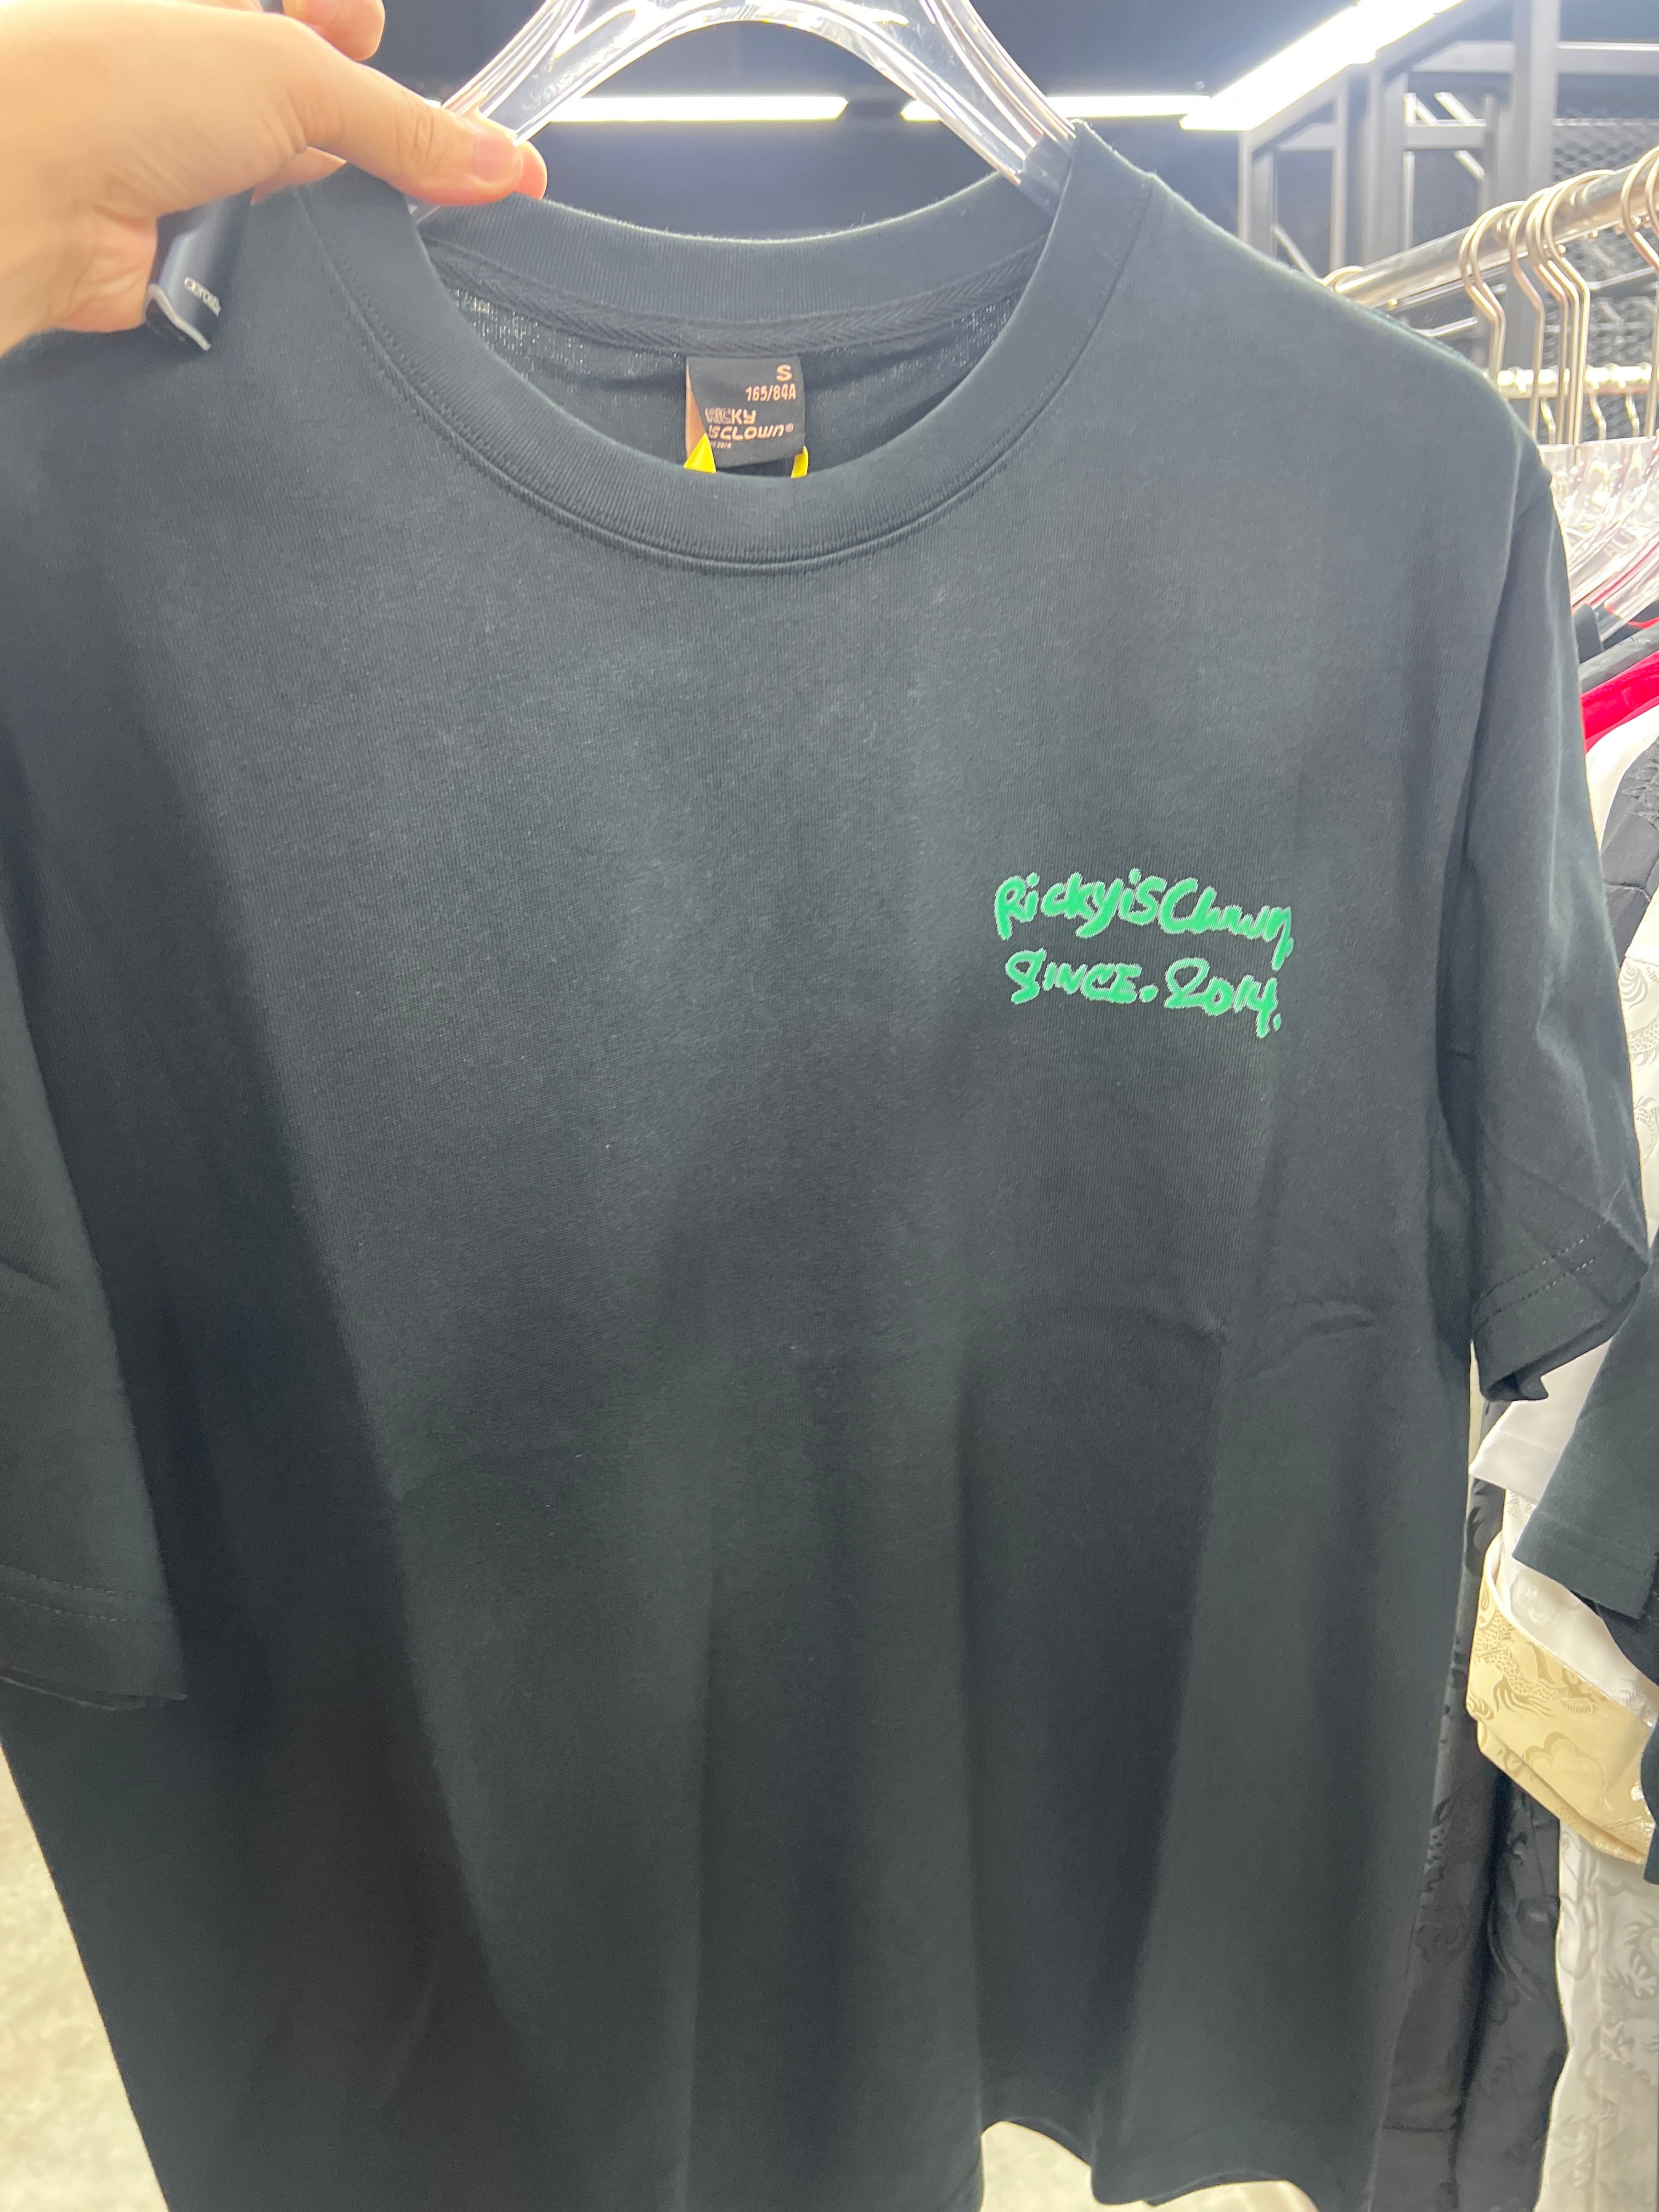 S
165/84A
RICKY
ISCLOWN®
RickyisClown
SINCE. 2014.